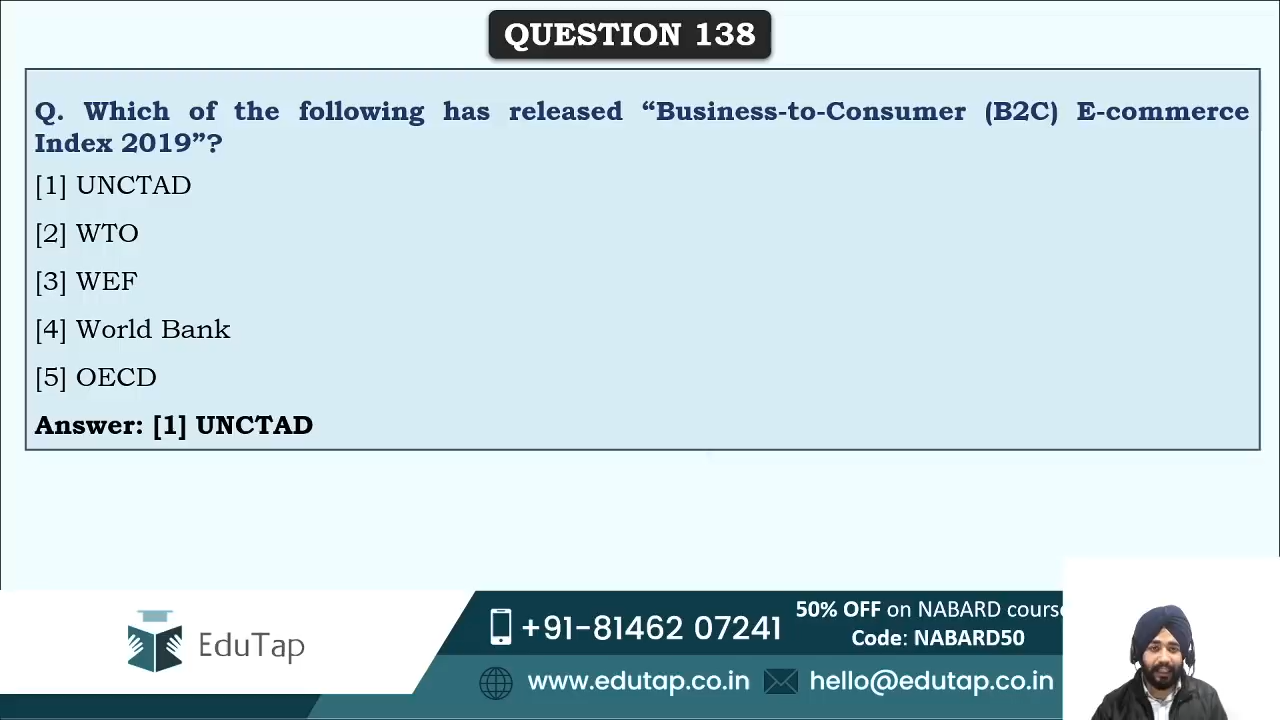 QUESTION 138
Q. Which of the following has released “Business-to-Consumer (B2C) E-commerce
Index 2019”?
[1] UNCTAD
[2] WTO
[3] WEF
[4] World Bank
[5] OECD
Answer: [1] UNCTAD
EduTap
+91-81462 07241
50% OFF on NABARD course
Code: NABARD50
www.edutap.co.in
hello@edutap.co.in